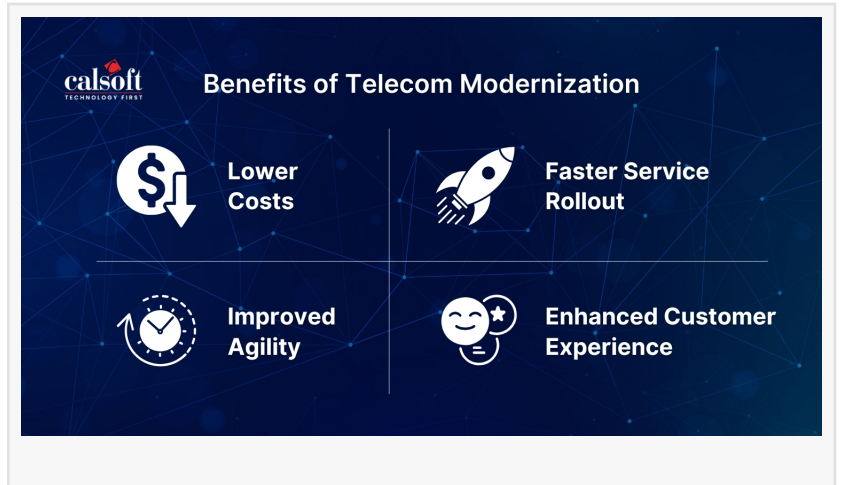 calsoft
TECHNOLOGY FIRST
Benefits of Telecom Modernization
Lower
Costs
Faster Service
Rollout
Improved
Agility
Enhanced Customer
Experience